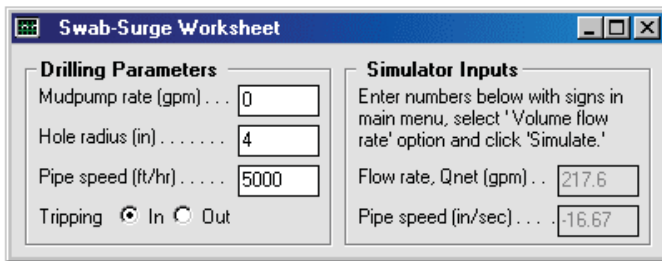 Swab-Surge Worksheet
Drilling Parameters
Mudpump rate (gpm) . . . 0
Hole radius (in) . . . . . . . 4
Pipe speed (ft/hr) . . . . . 5000
Tripping In Out
Simulator Inputs
Enter numbers below with signs in
main menu, select ' Volume flow
rate' option and click 'Simulate.'
Flow rate, Qnet (gpm) . . 217.6
Pipe speed (in/sec) . . . . -16.67